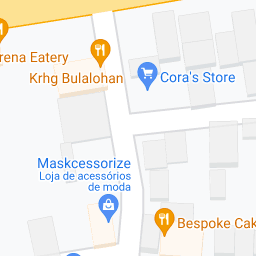 rena Eatery
Krhg Bulalohan
Cora's Store
Maskcessorize
Loja de acessórios
de moda
Bespoke Cak